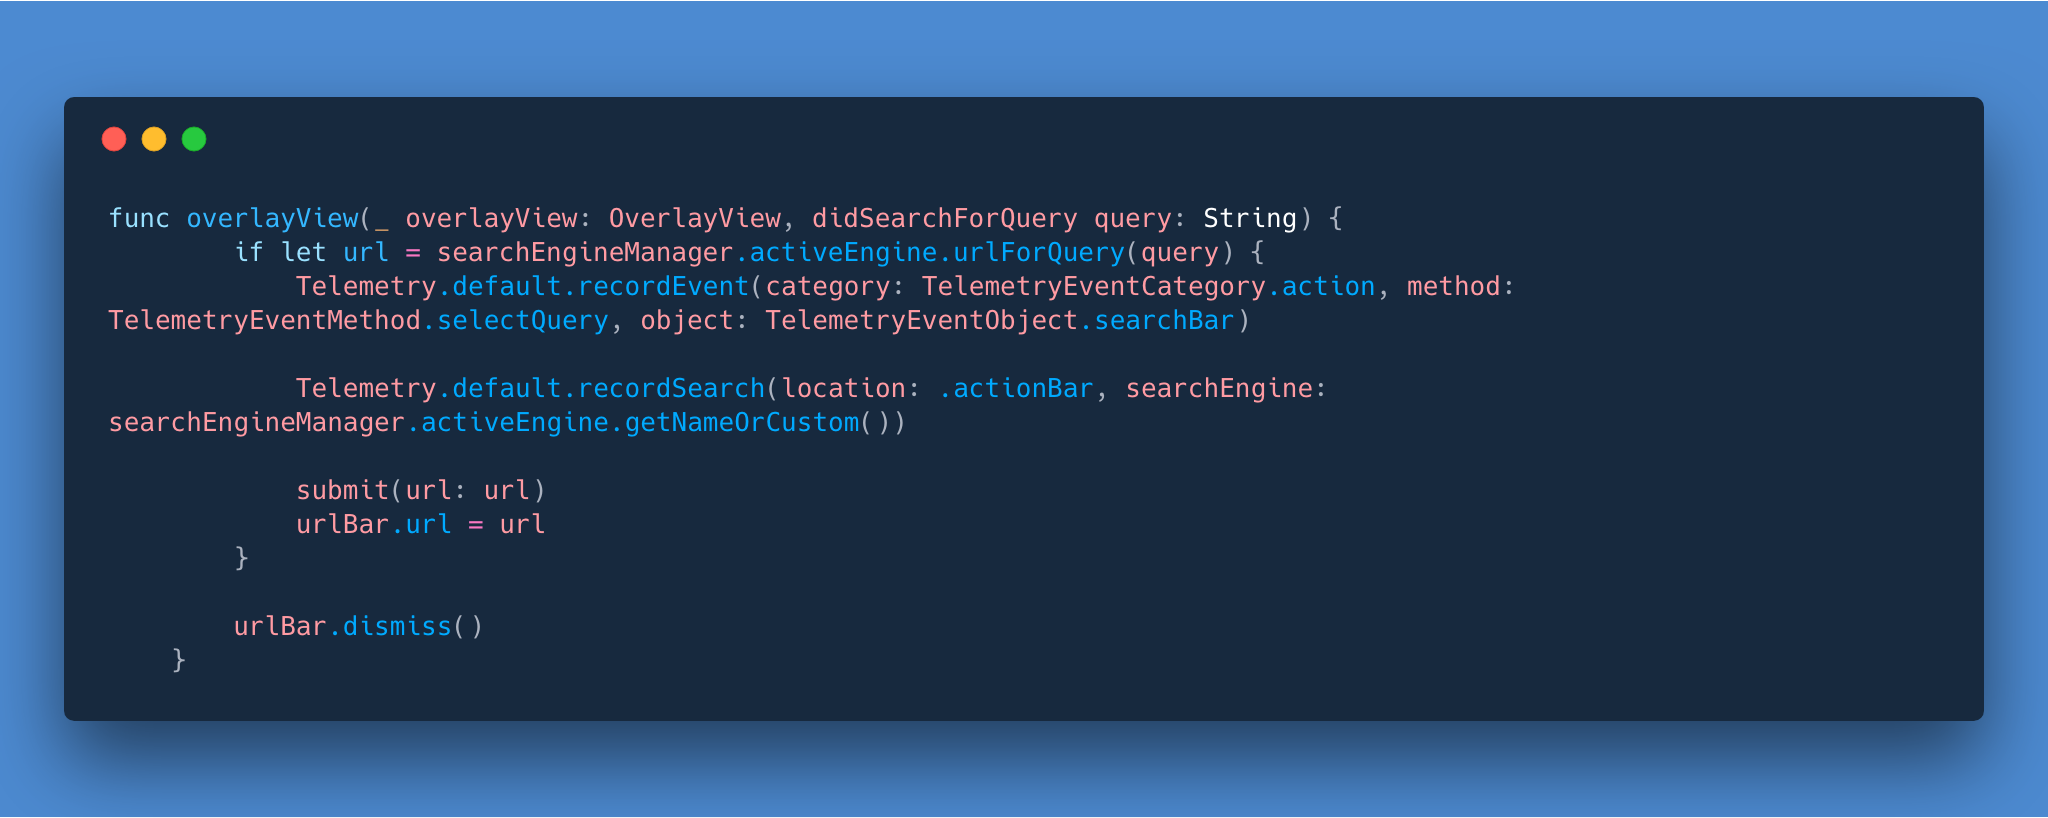 func overlayView(_ overlayView: OverlayView, didSearchForQuery query: String) {
        if let url = searchEngineManager.activeEngine.urlForQuery(query) {
            Telemetry.default.recordEvent(category: TelemetryEventCategory.action, method:
TelemetryEventMethod.selectQuery, object: TelemetryEventObject.searchBar)

            Telemetry.default.recordSearch(location: .actionBar, searchEngine:
searchEngineManager.activeEngine.getNameOrCustom())

            submit(url: url)
            urlBar.url = url
        }

        urlBar.dismiss()
    }